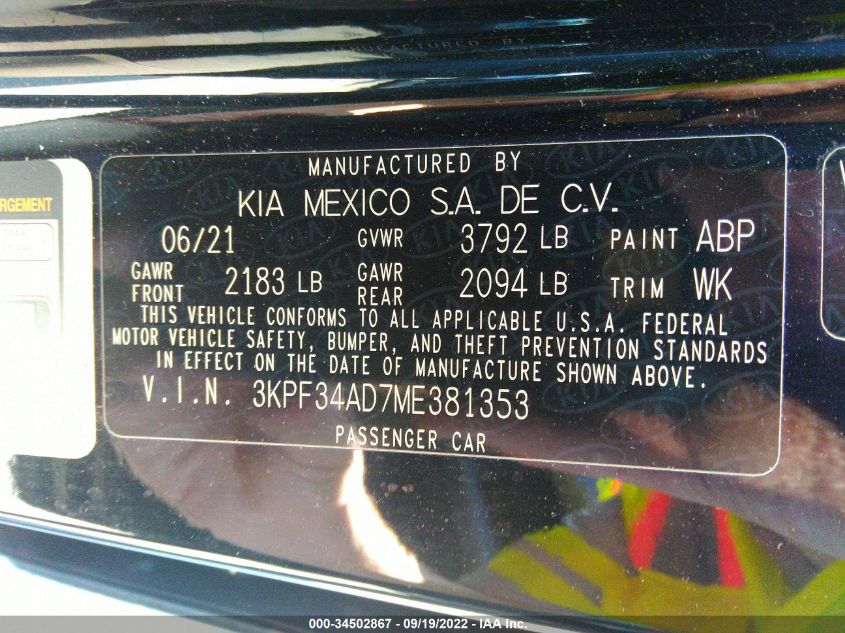 MANUFACTURED BY
KIA MEXICO S.A. DE C.V.
06/21 GVWR 3792 LB PAINT ABP
GAWR FRONT 2183 LB GAWR REAR 2094 LB TRIM WK
THIS VEHICLE CONFORMS TO ALL APPLICABLE U.S.A. FEDERAL
MOTOR VEHICLE SAFETY, BUMPER, AND THEFT PREVENTION STANDARDS
IN EFFECT ON THE DATE OF MANUFACTURE SHOWN ABOVE.
V.I.N. 3KPF34AD7ME381353
PASSENGER CAR
RGEMENT
000-34502867 - 09/19/2022 - IAA Inc.